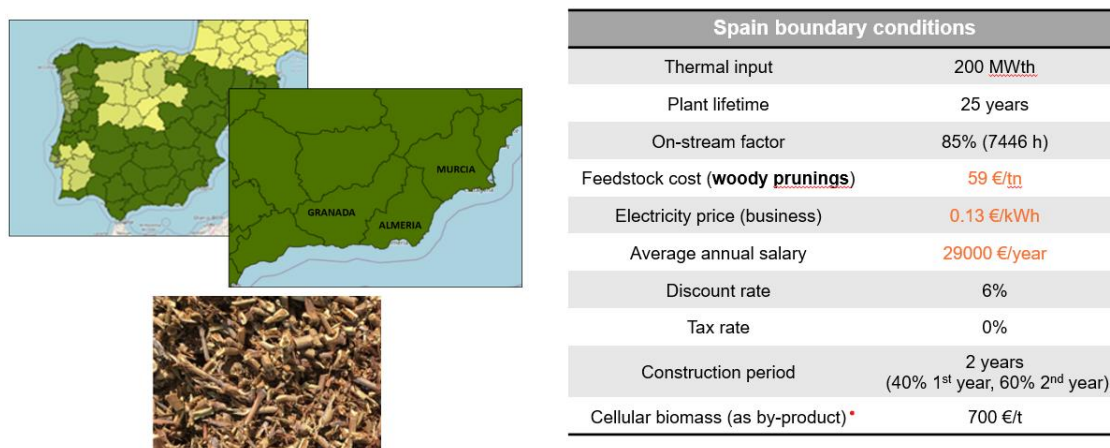 MURCIA
GRANADA
ALMERIA
Spain boundary conditions
Thermal input 200 MWth
Plant lifetime 25 years
On-stream factor 85% (7446 h)
Feedstock cost (woody prunings) 59 €/tn
Electricity price (business) 0.13 €/kWh
Average annual salary 29000 €/year
Discount rate 6%
Tax rate 0%
Construction period 2 years
(40% 1st year, 60% 2nd year)
Cellular biomass (as by-product) • 700 €/t